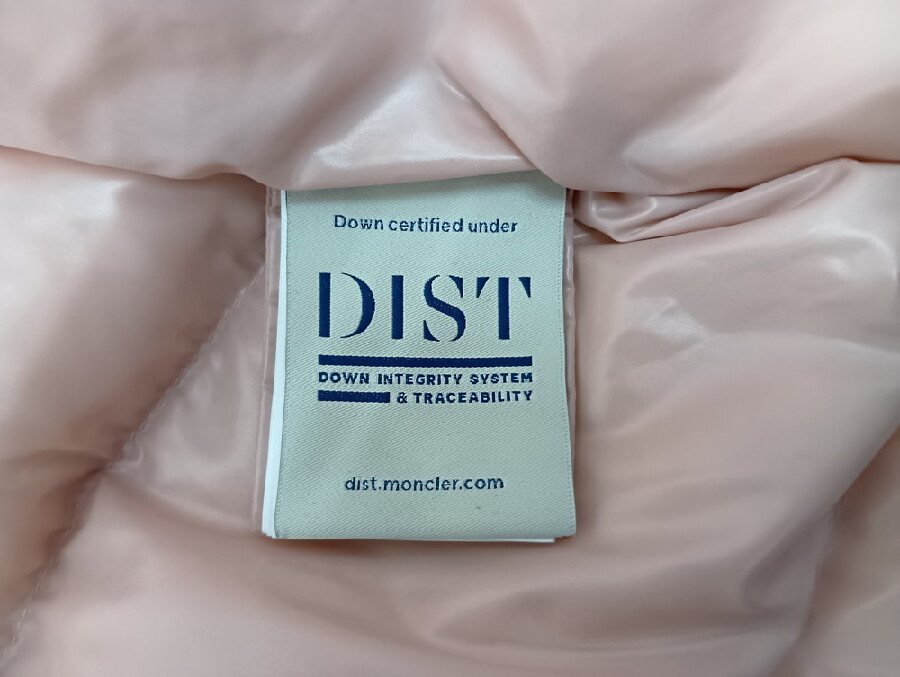 Down certified under
DIST
DOWN INTEGRITY SYSTEM
& TRACEABILITY
dist.moncler.com